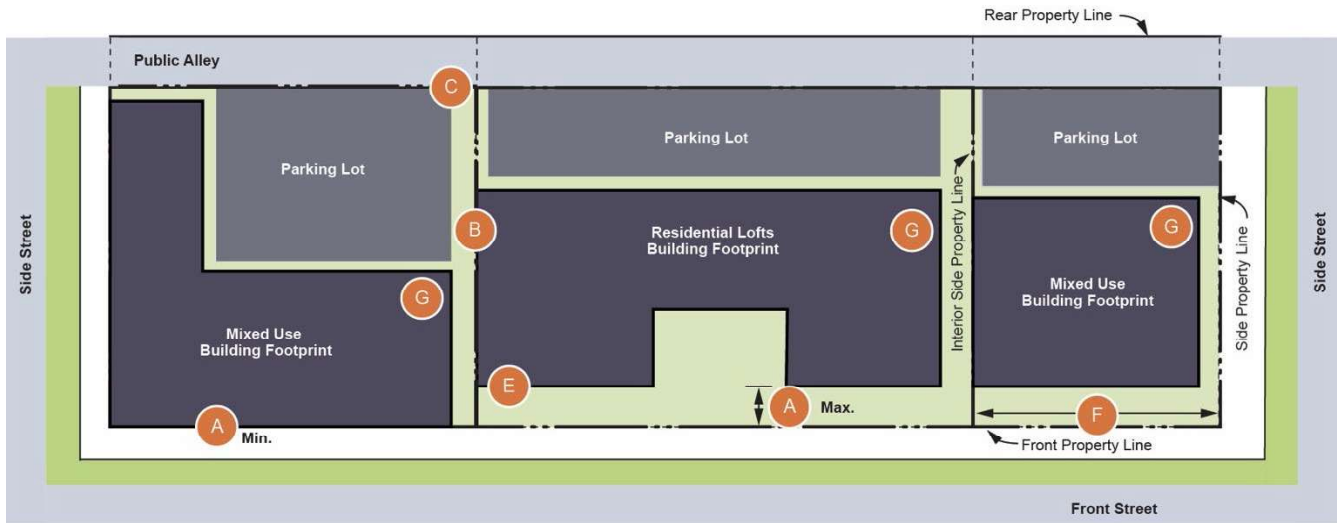 Rear Property Line
Public Alley
C
Parking Lot
Parking Lot
Parking Lot
Side Street
B
Residential Lofts
Building Footprint
G
Interior Side Property Line
G
Mixed Use
Building Footprint
Side Property Line
Side Street
G
Mixed Use
Building Footprint
E
A
Min.
A
Max.
F
Front Property Line
Front Street